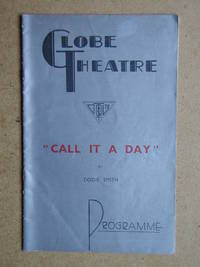 GLOBE
THEATRE
"CALL IT A DAY"
BY
DODIE SMITH
PROGRAMME